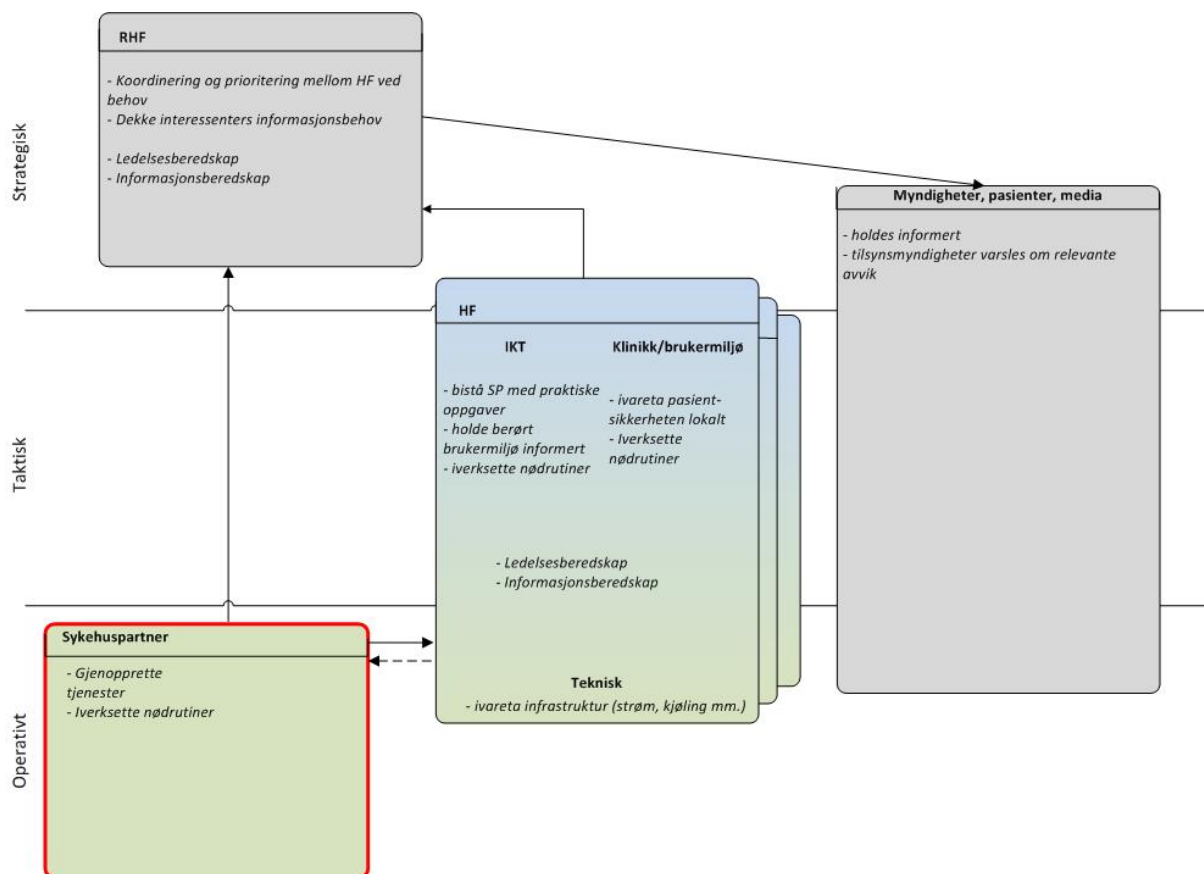 Strategisk
RHF
- Koordinering og prioritering mellom HF ved
behov
- Dekke interessenters informasjonsbehov
- Ledelsesberedskap
- Informasjonsberedskap
Myndigheter, pasienter, media
- holdes informert
- tilsynsmyndigheter varsles om relevante
avvik
Taktisk
HF
IKT
- bistå SP med praktiske
oppgaver
- holde berørt
brukermiljø informert
- iverksette nødrutiner
Klinikk/brukermiljø
- ivareta pasient-
sikkerheten lokalt
- Iverksette
nødrutiner
- Ledelsesberedskap
- Informasjonsberedskap
Teknisk
- ivareta infrastruktur (strøm, kjøling mm.)
Operativt
Sykehuspartner
- Gjenopprette
tjenester
- Iverksette nødrutiner